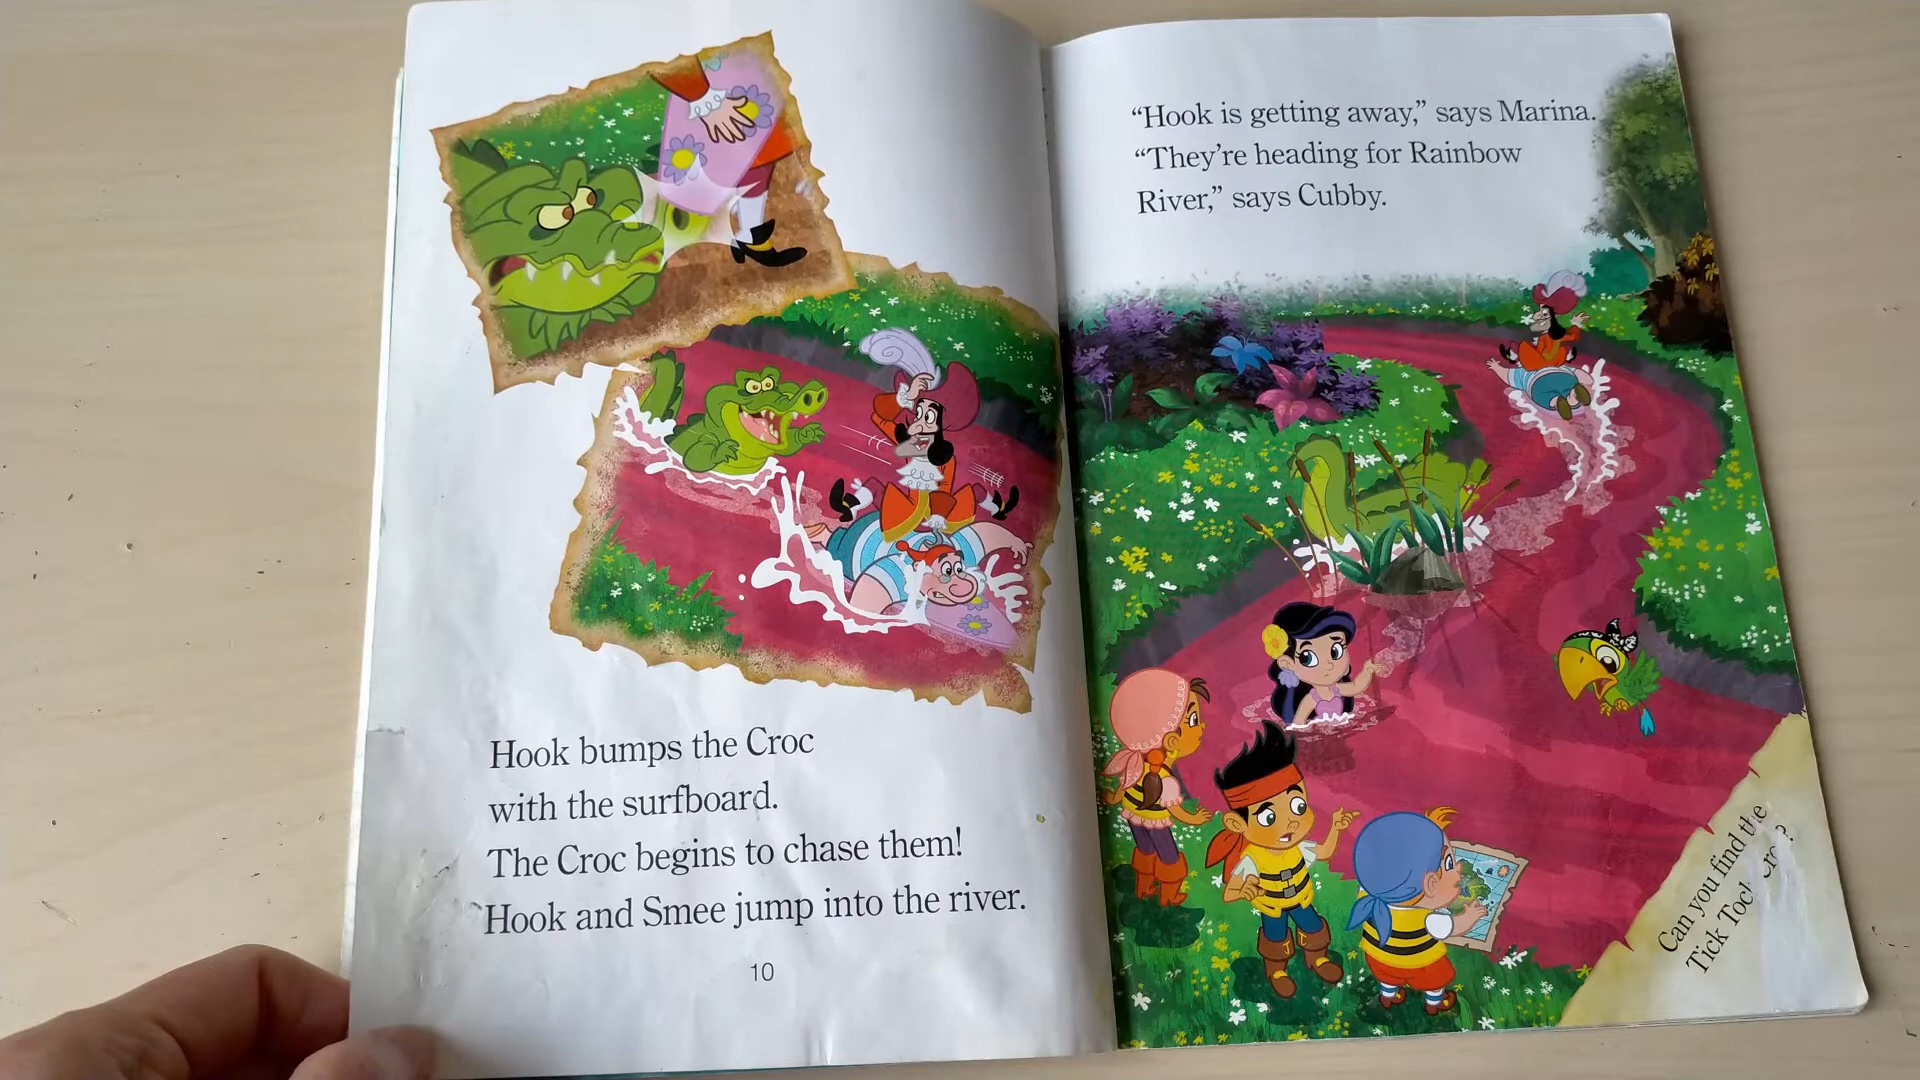 Hook bumps the Croc
with the surfboard.
The Croc begins to chase them!
Hook and Smee jump into the river.
10
“Hook is getting away,” says Marina.
“They’re heading for Rainbow
River,” says Cubby.
Can you find the
Tick Tock